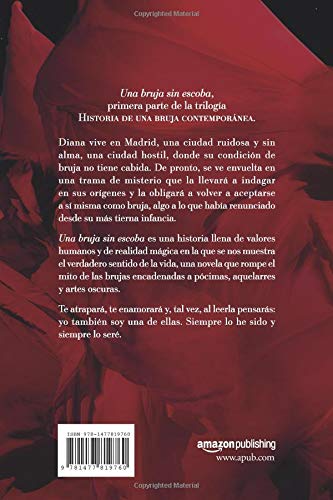 Una bruja sin escoba,
primera parte de la trilogía
HISTORIA DE UNA BRUJA CONTEMPORÁNEA.
Diana vive en Madrid, una ciudad ruidosa y sin
alma, una ciudad hostil, donde su condición de
bruja no tiene cabida. De pronto, se ve envuelta
en una trama de misterio que la llevará a indagar
en sus orígenes y la obligará a volver a aceptarse
a sí misma como bruja, algo a lo que había renunciado
desde su más tierna infancia.
Una bruja sin escoba es una historia llena de valores
humanos y de realidad mágica en la que se nos muestra
el verdadero sentido de la vida, una novela que rompe el
mito de las brujas encadenadas a pócimas, aquelarres
y artes oscuras.
Te atrapará, te enamorará y, tal vez, al leerla pensarás:
yo también soy una de ellas. Siempre lo he sido y
siempre lo seré.
ISBN 978-1477819760
9 781477 819760
amazonpublishing
www.apub.com